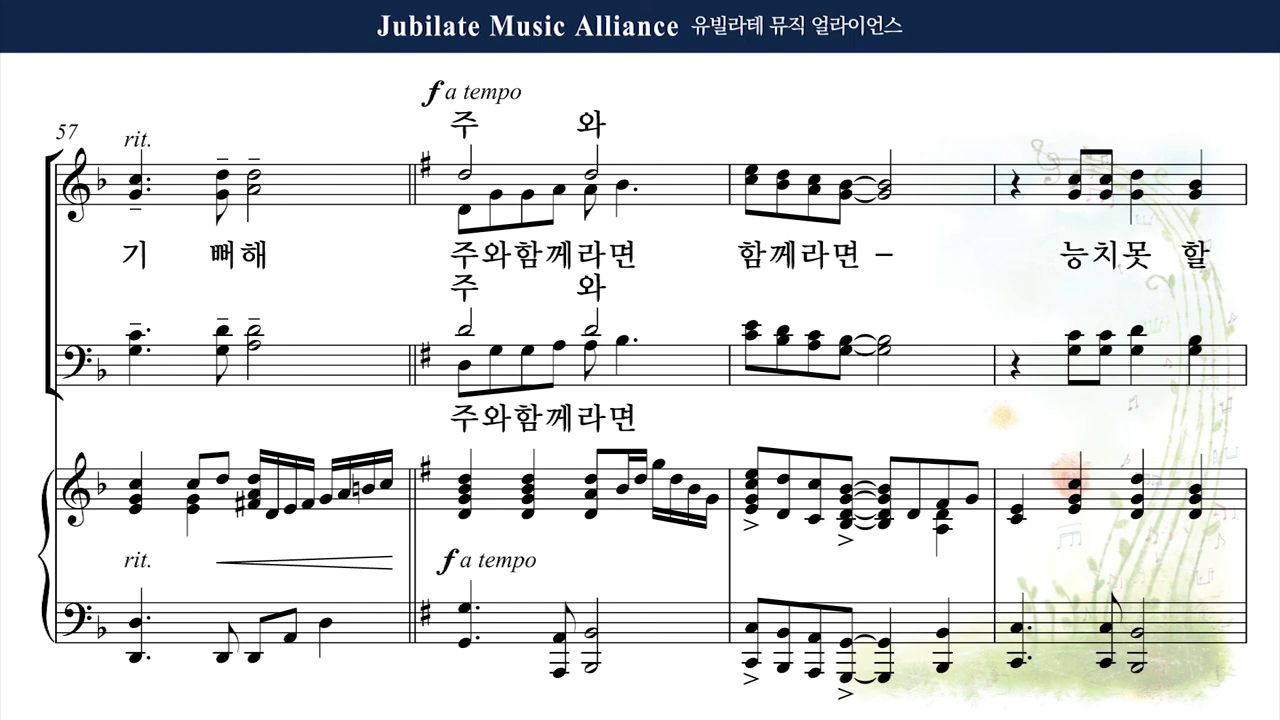 Jubilate Music Alliance 유빌라테 뮤직 얼라이언스
f a tempo
57 rit.
주 와
기 뻐해 주와함께라면 함께라면 – 능치못 할
주 와
주와함께라면
rit. f a tempo